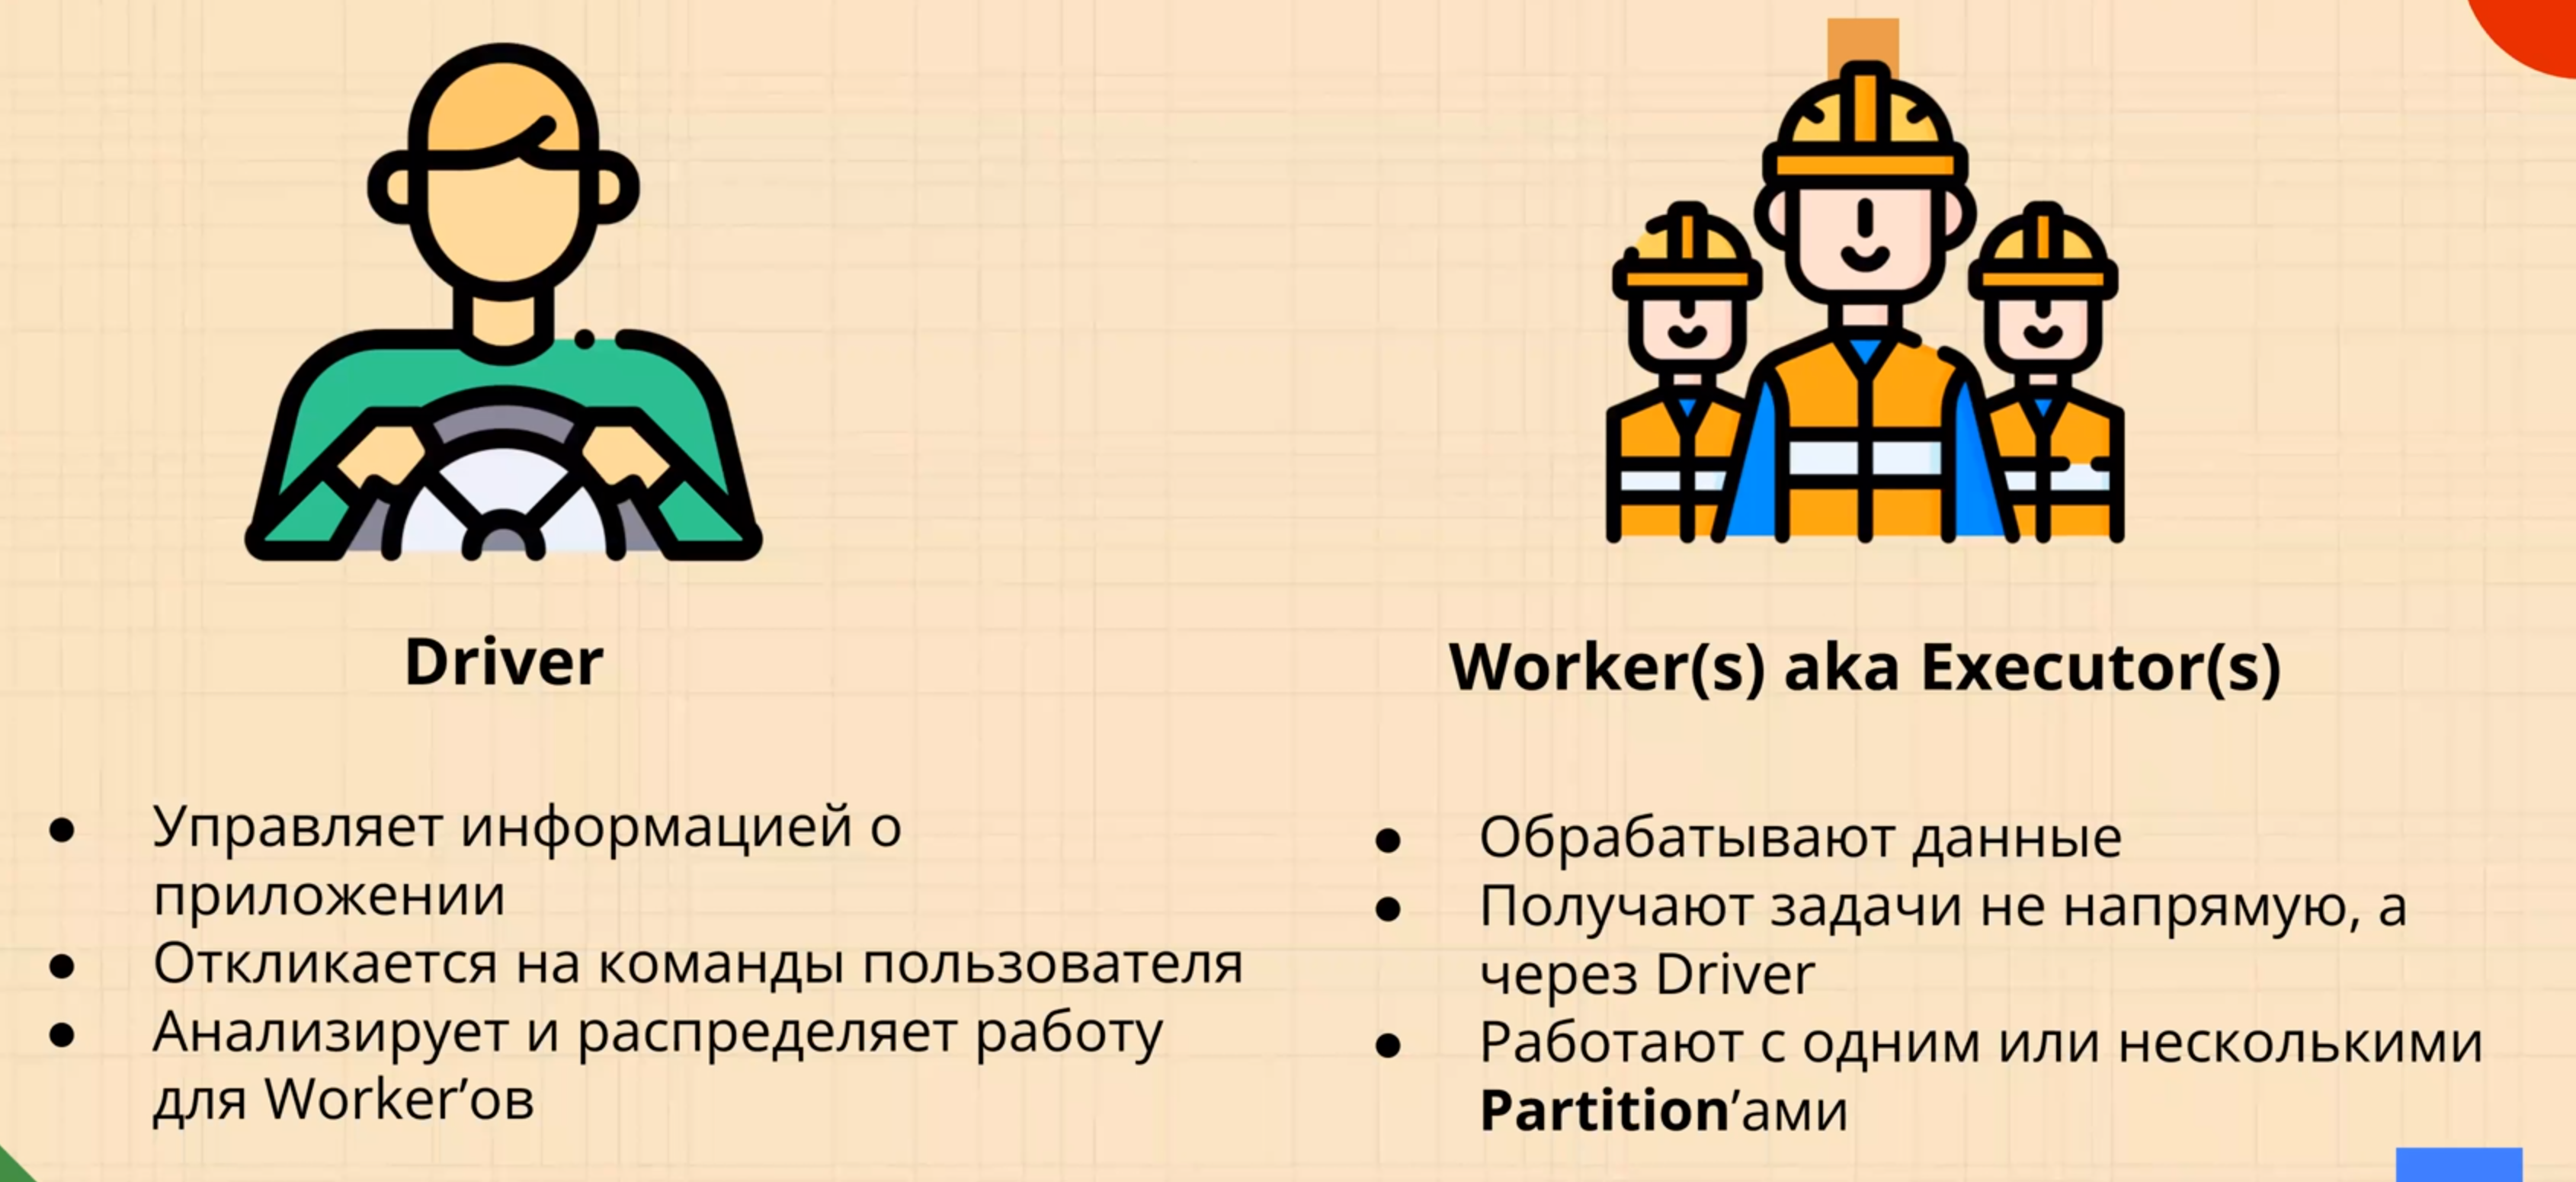 Driver
● Управляет информацией о
приложении
● Откликается на команды пользователя
● Анализирует и распределяет работу
для Worker’ов
Worker(s) aka Executor(s)
● Обрабатывают данные
● Получают задачи не напрямую, а
через Driver
● Работают с одним или несколькими
Partition’ами